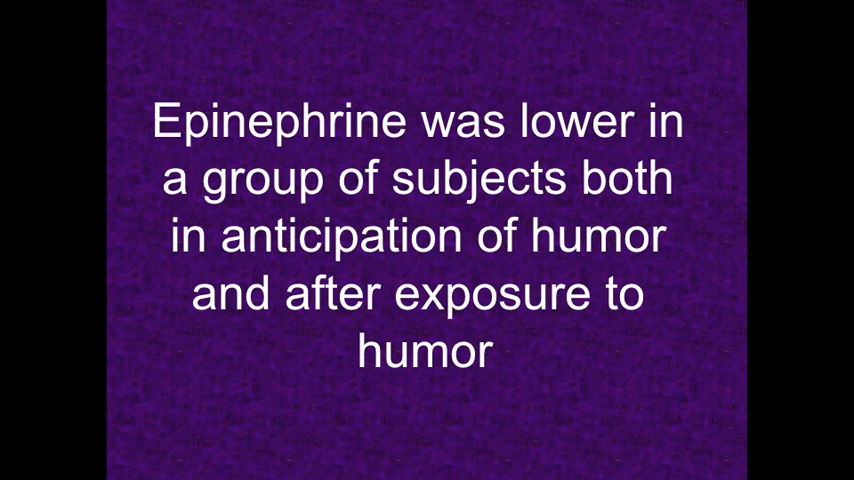 Epinephrine was lower in
a group of subjects both
in anticipation of humor
and after exposure to
humor